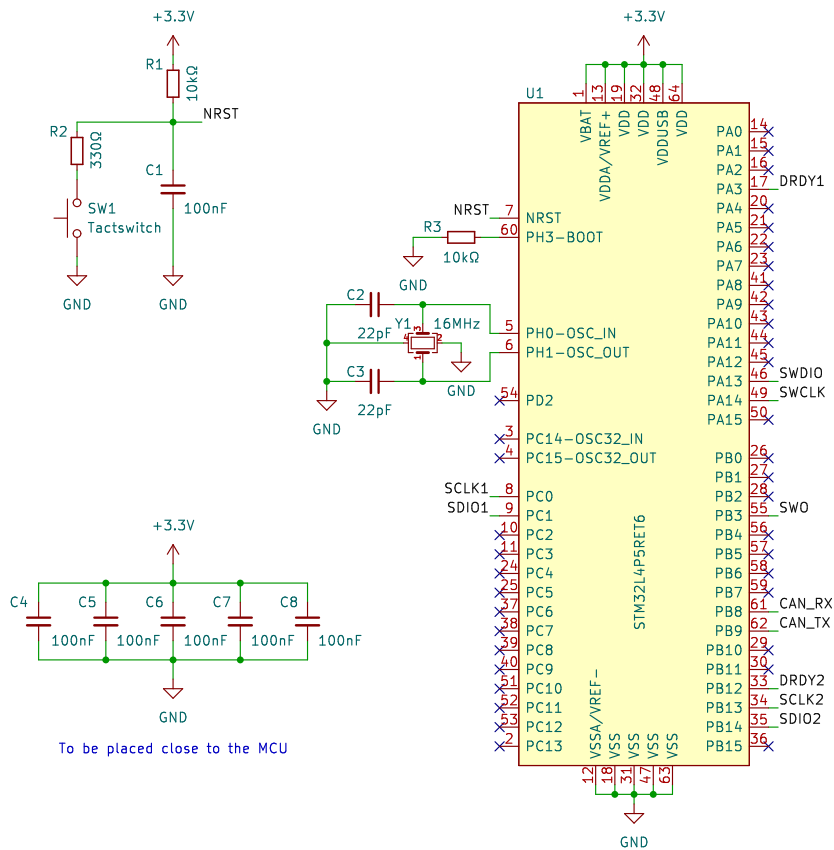 +3.3V
R1
10kΩ
NRST
R2
330Ω
C1
100nF
SW1
Tactswitch
GND
GND
+3.3V
U1
1
13
19
32
48
64
VBAT
VDDA/VREF+
VDD
VDD
VDDUSB
VDD
NRST
7
NRST
R3
10kΩ
60
PH3-BOOT
GND
C2
22pF
Y1
16MHz
3
4
2
1
5
PH0-OSC_IN
6
PH1-OSC_OUT
C3
22pF
GND
GND
54
PD2
3
PC14-OSC32_IN
4
PC15-OSC32_OUT
SCLK1
8
PC0
SDIO1
9
PC1
10
PC2
11
PC3
24
PC4
25
PC5
37
PC6
38
PC7
39
PC8
40
PC9
51
PC10
52
PC11
53
PC12
2
PC13
STM32L4P5RET6
PA0
14
PA1
15
PA2
16
PA3
17
DRDY1
PA4
20
PA5
21
PA6
22
PA7
23
PA8
41
PA9
42
PA10
43
PA11
44
PA12
45
PA13
46
SWDIO
PA14
49
SWCLK
PA15
50
PB0
26
PB1
27
PB2
28
PB3
55
SWO
PB4
56
PB5
57
PB6
58
PB7
59
PB8
61
CAN_RX
PB9
62
CAN_TX
PB10
29
PB11
30
PB12
33
DRDY2
PB13
34
SCLK2
PB14
35
SDIO2
PB15
36
VSSA/VREF-
VSS
VSS
VSS
VSS
12
18
31
47
63
GND
+3.3V
C4
100nF
C5
100nF
C6
100nF
C7
100nF
C8
100nF
GND
To be placed close to the MCU